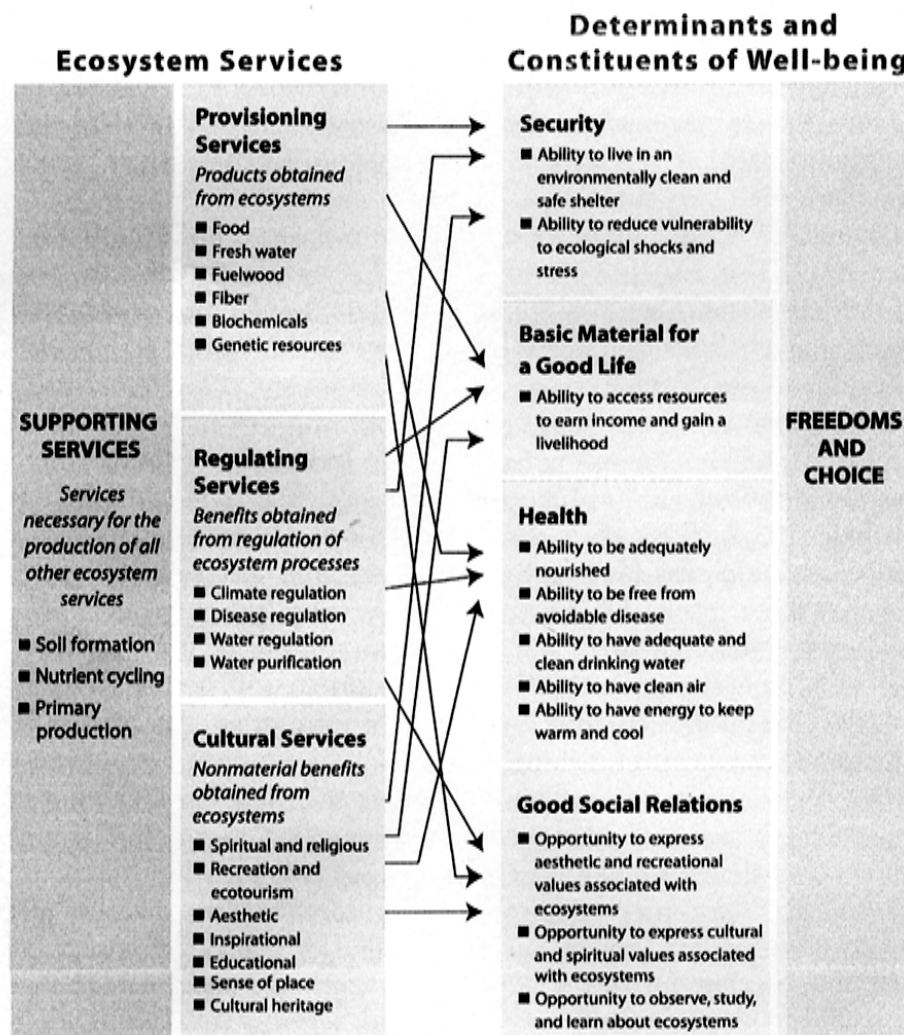 Ecosystem Services
Determinants and
Constituents of Well-being
SUPPORTING
SERVICES
Services
necessary for the
production of all
other ecosystem
services
■ Soil formation
■ Nutrient cycling
■ Primary
production
Provisioning
Services
Products obtained
from ecosystems
■ Food
■ Fresh water
■ Fuelwood
■ Fiber
■ Biochemicals
■ Genetic resources
Regulating
Services
Benefits obtained
from regulation of
ecosystem processes
■ Climate regulation
■ Disease regulation
■ Water regulation
■ Water purification
Cultural Services
Nonmaterial benefits
obtained from
ecosystems
■ Spiritual and religious
■ Recreation and
ecotourism
■ Aesthetic
■ Inspirational
■ Educational
■ Sense of place
■ Cultural heritage
Security
■ Ability to live in an
environmentally clean and
safe shelter
■ Ability to reduce vulnerability
to ecological shocks and
stress
Basic Material for
a Good Life
■ Ability to access resources
to earn income and gain a
livelihood
Health
■ Ability to be adequately
nourished
■ Ability to be free from
avoidable disease
■ Ability to have adequate and
clean drinking water
■ Ability to have clean air
■ Ability to have energy to keep
warm and cool
Good Social Relations
■ Opportunity to express
aesthetic and recreational
values associated with
ecosystems
■ Opportunity to express cultural
and spiritual values associated
with ecosystems
■ Opportunity to observe, study,
and learn about ecosystems
FREEDOMS
AND
CHOICE